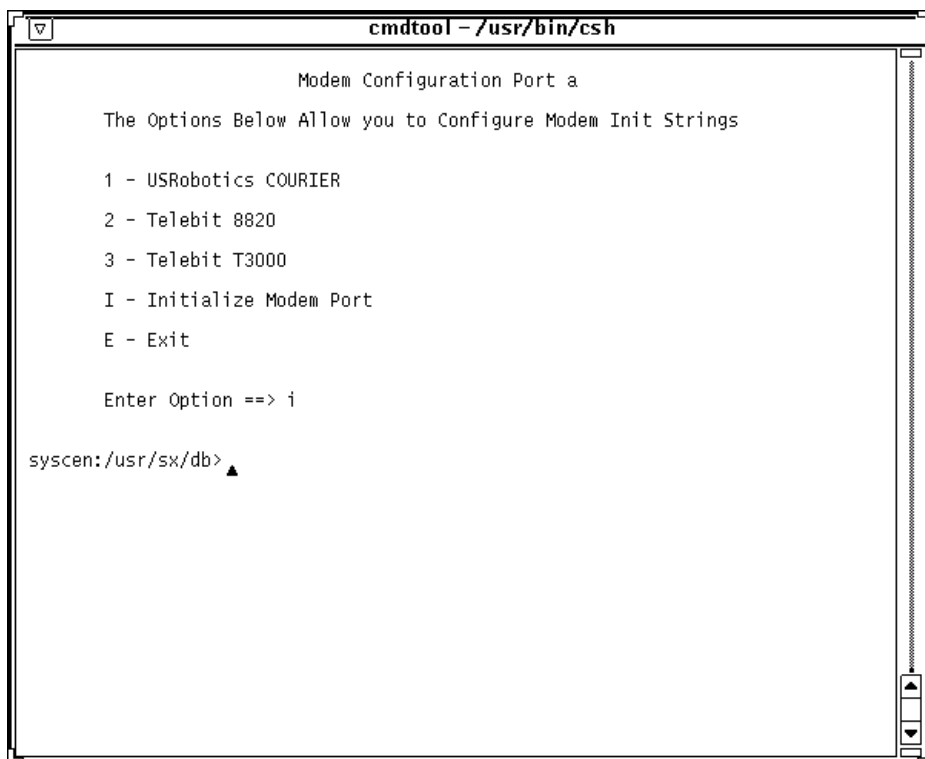 cmdtool – /usr/bin/csh
Modem Configuration Port a
The Options Below Allow you to Configure Modem Init Strings
1 - USRobotics COURIER
2 - Telebit 8820
3 - Telebit T3000
I - Initialize Modem Port
E - Exit
Enter Option ==> i
syscen:/usr/sx/db>